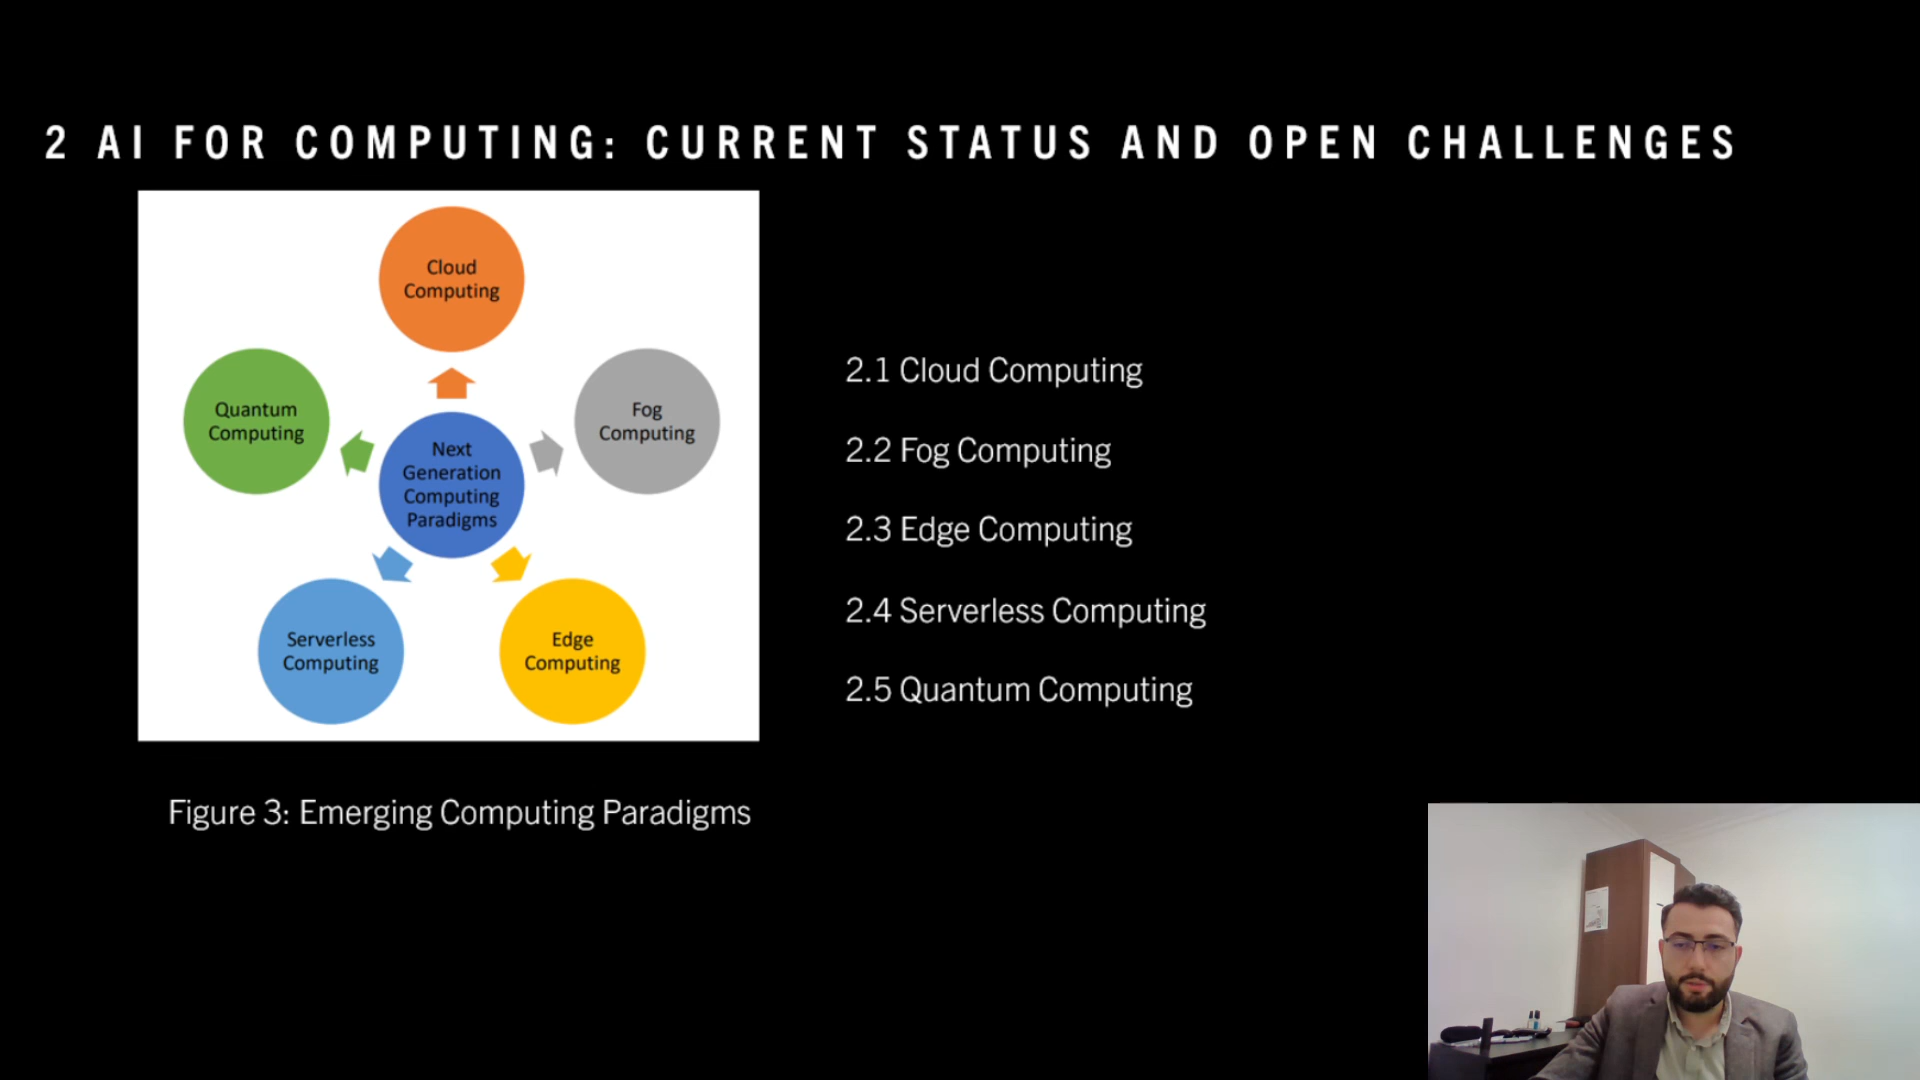 2 AI FOR COMPUTING: CURRENT STATUS AND OPEN CHALLENGES
Cloud
Computing
Quantum
Computing
Fog
Computing
Next
Generation
Computing
Paradigms
Serverless
Computing
Edge
Computing
Figure 3: Emerging Computing Paradigms
2.1 Cloud Computing
2.2 Fog Computing
2.3 Edge Computing
2.4 Serverless Computing
2.5 Quantum Computing